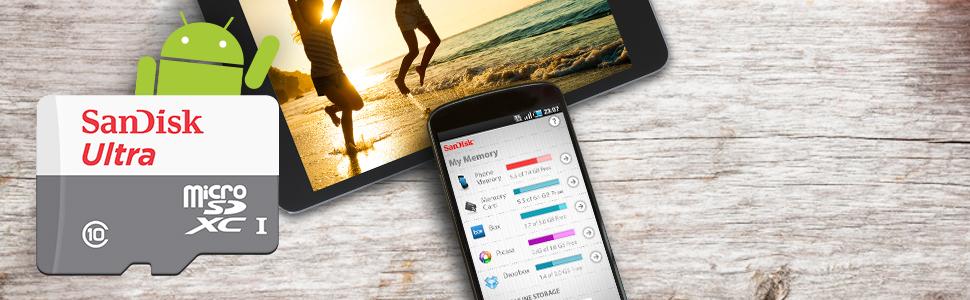 SanDisk
Ultra
micro
SD
XC I
10
23:07
SanDisk
?
My Memory
Phone
Memory
Memory
Card
Box
Picasa
Dropbox